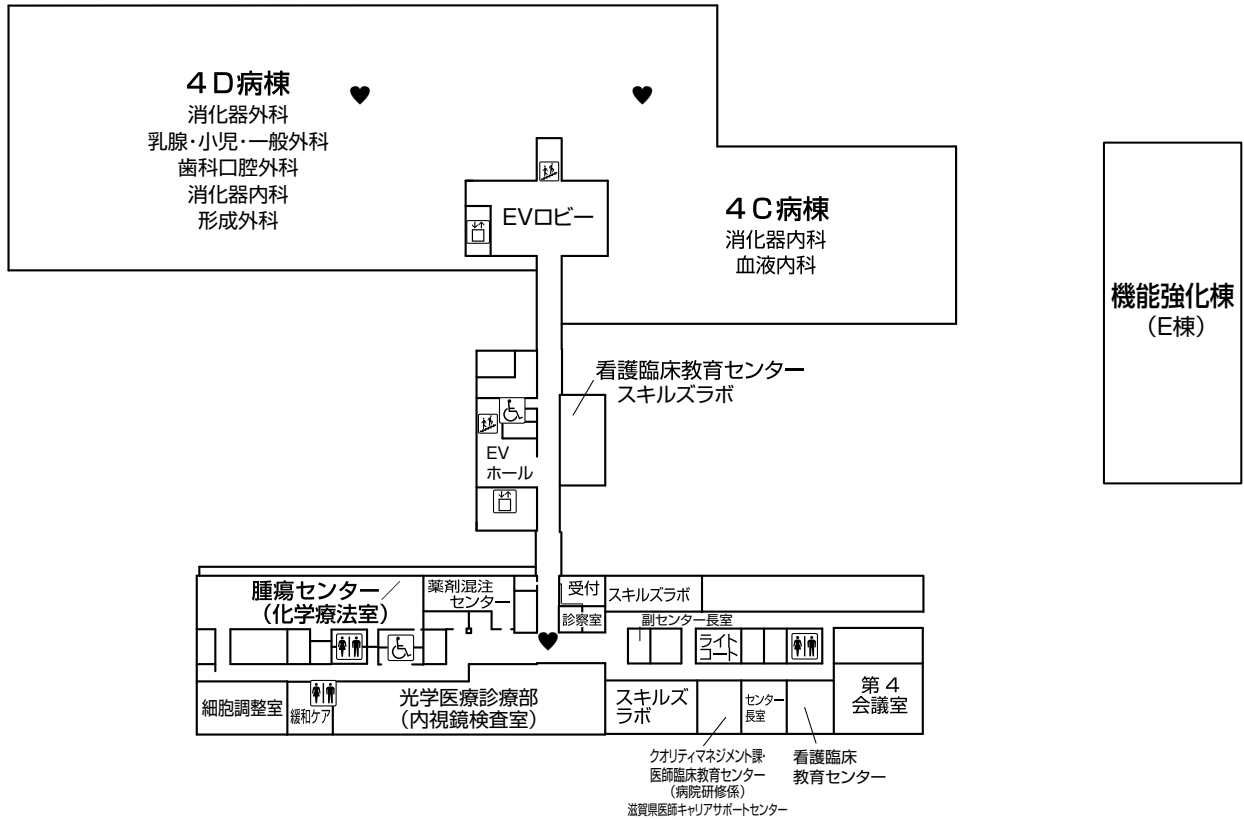 4D病棟
消化器外科
乳腺・小児・一般外科
歯科口腔外科
消化器内科
形成外科
EVロビー
4C病棟
消化器内科
血液内科
機能強化棟
(E棟)
看護臨床教育センター
スキルズラボ
EV
ホール
腫瘍センター
(化学療法室)
薬剤混注
センター
受付
診察室
スキルズラボ
副センター長室
ライト
コート
細胞調整室
緩和ケア
光学医療診療部
(内視鏡検査室)
スキルズ
ラボ
センター
長室
第4
会議室
クオリティマネジメント課・
医師臨床教育センター
(病院研修係)
滋賀県医師キャリアサポートセンター
看護臨床
教育センター